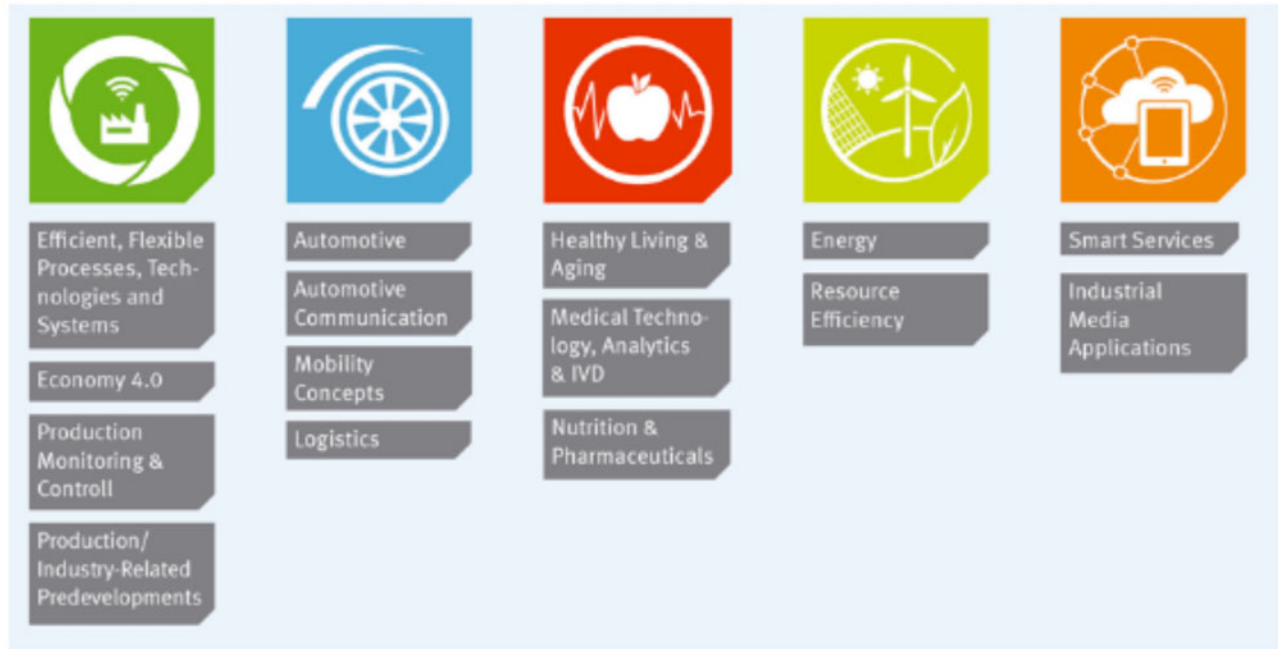 Efficient, Flexible
Processes, Tech-
nologies and
Systems
Economy 4.0
Production
Monitoring &
Controll
Production/
Industry-Related
Predevelopments
Automotive
Automotive
Communication
Mobility
Concepts
Logistics
Healthy Living &
Aging
Medical Techno-
logy, Analytics
& IVD
Nutrition &
Pharmaceuticals
Energy
Resource
Efficiency
Smart Services
Industrial
Media
Applications